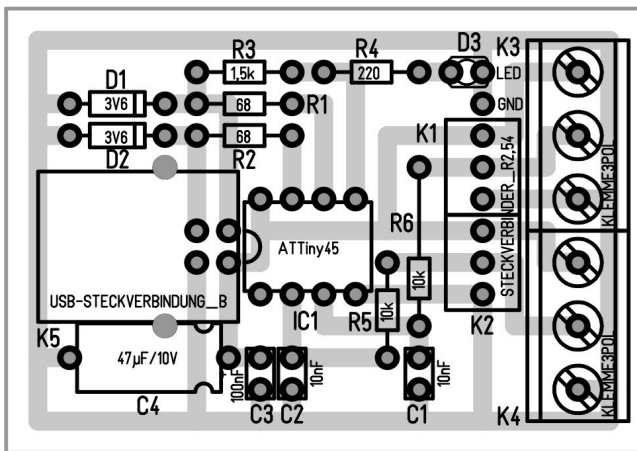 R3 R4 D3 K3
1,5k 220 LED
D1
3V6 68 R1 GND
3V6 68 K1
D2 R2
STECKVERBINDER_R2,54
KLEMME3POL
R6
ATTiny45
10k
USB-STECKVERBINDUNG_B
10k
K5 IC1 R5 K2
47µF/10V
KLEMME3POL
100nF 10nF 10nF
C4 C3 C2 C1 K4